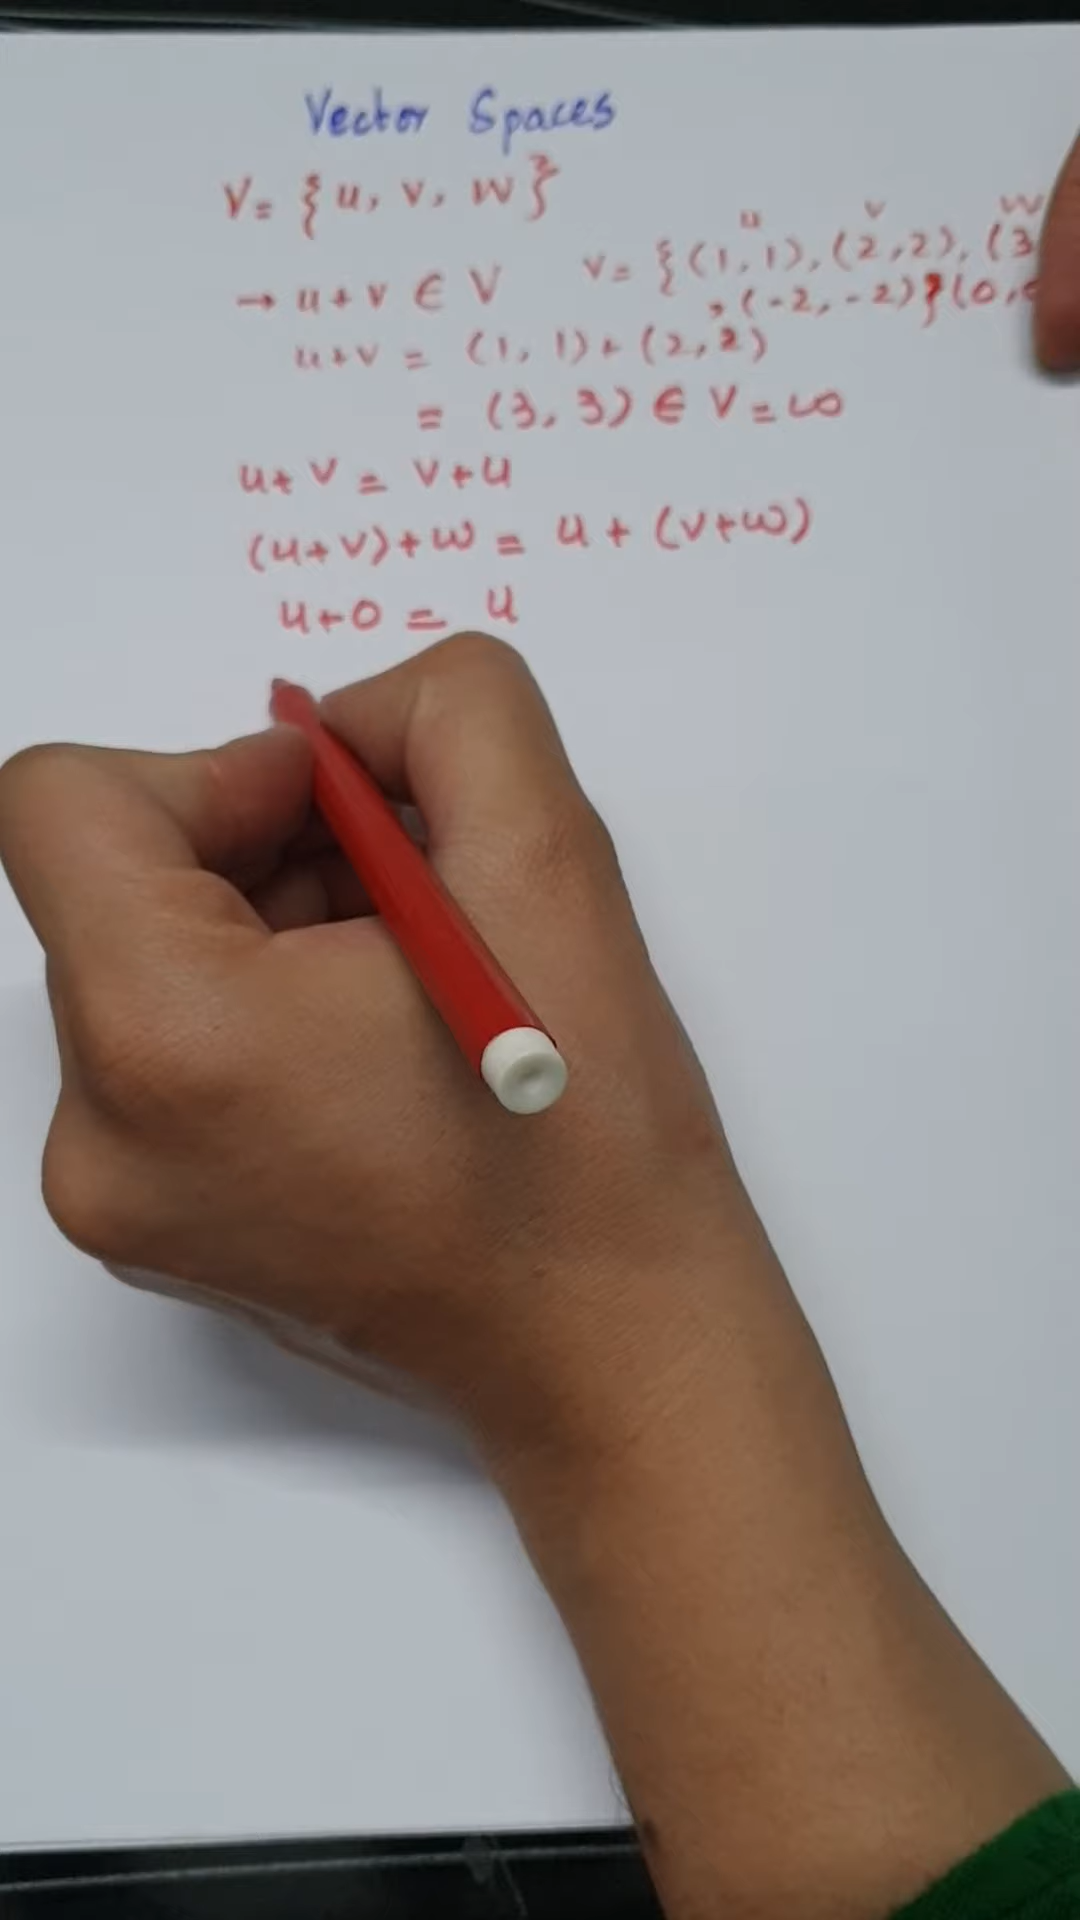 Vector Spaces
V = {u, v, w}
u v w
V = {(1,1), (2,2), (3
, (-2,-2)} (0,
→ u + v ∈ V
u+v = (1,1) + (2,2)
= (3,3) ∈ V = ω
u + v = v + u
(u+v) + w = u + (v+w)
u + 0 = u